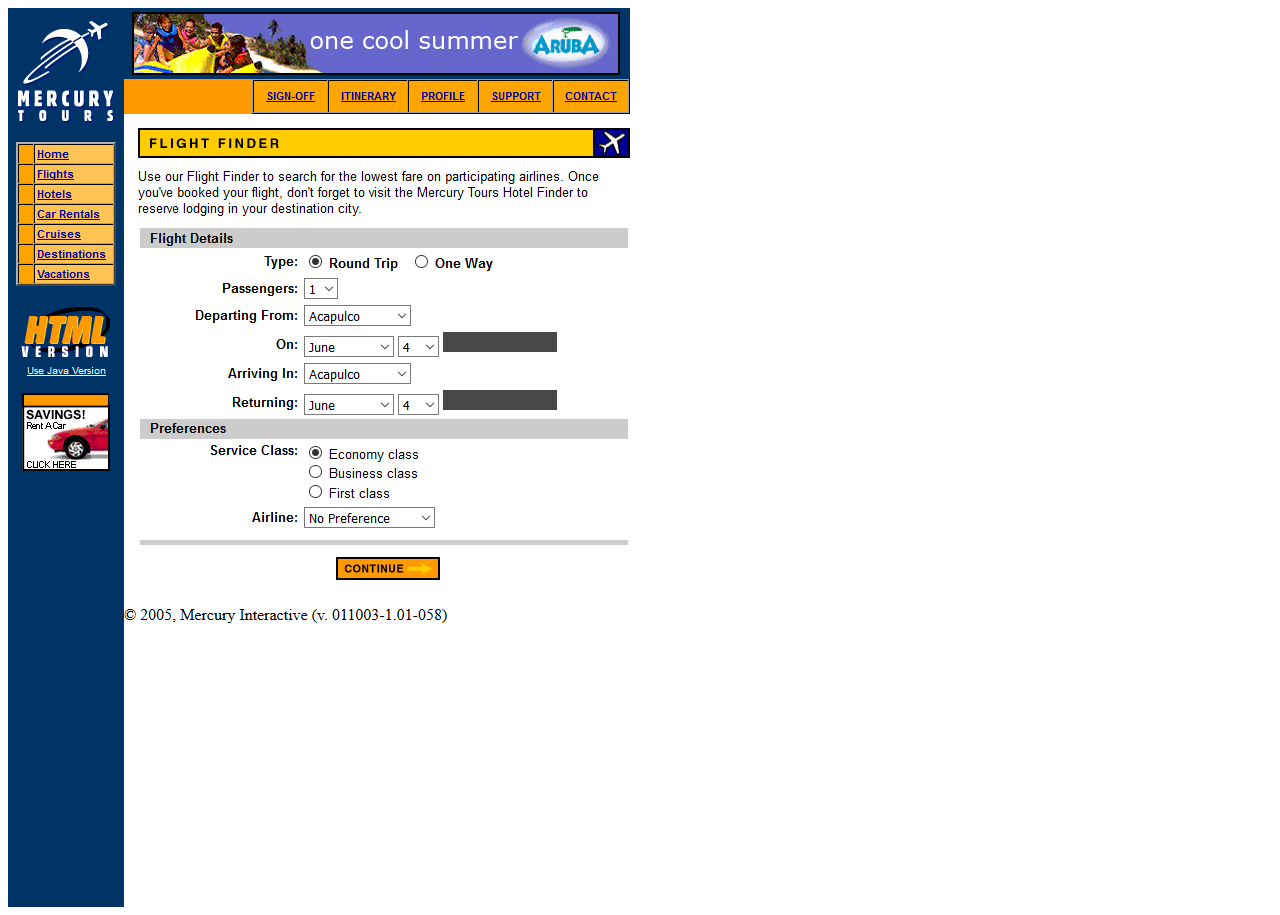 one cool summer ARUBA
MERCURY
TOURS
SIGN-OFF ITINERARY PROFILE SUPPORT CONTACT
FLIGHT FINDER
Home
Flights
Hotels
Car Rentals
Cruises
Destinations
Vacations
HTML
VERSION
Use Java Version
SAVINGS!
Rent A Car
CLICK HERE
Use our Flight Finder to search for the lowest fare on participating airlines. Once
you've booked your flight, don't forget to visit the Mercury Tours Hotel Finder to
reserve lodging in your destination city.
Flight Details
Type: Round Trip One Way
Passengers: 1
Departing From: Acapulco
On: June 4
Arriving In: Acapulco
Returning: June 4
Preferences
Service Class: Economy class
Business class
First class
Airline: No Preference
CONTINUE
© 2005, Mercury Interactive (v. 011003-1.01-058)